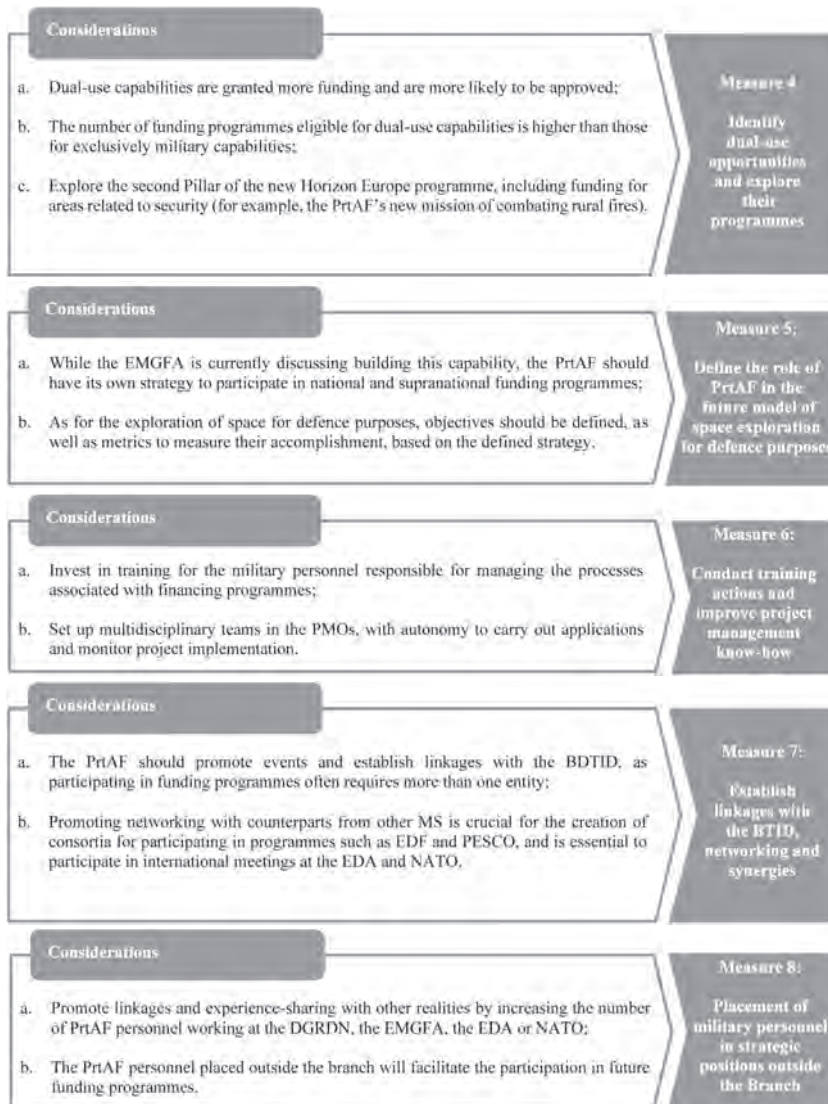 Considerations
a. Dual-use capabilities are granted more funding and are more likely to be approved;
b. The number of funding programmes eligible for dual-use capabilities is higher than those
for exclusively military capabilities;
c. Explore the second Pillar of the new Horizon Europe programme, including funding for
areas related to security (for example, the PrtAF's new mission of combating rural fires).
Measure 4
Identify
dual-use
opportunities
and explore
their
programmes
Considerations
a. While the EMGFA is currently discussing building this capability, the PrtAF should
have its own strategy to participate in national and supranational funding programmes;
b. As for the exploration of space for defence purposes, objectives should be defined, as
well as metrics to measure their accomplishment, based on the defined strategy.
Measure 5:
Define the role of
PrtAF in the
future model of
space exploration
for defence purposes
Considerations
a. Invest in training for the military personnel responsible for managing the processes
associated with financing programmes;
b. Set up multidisciplinary teams in the PMOs, with autonomy to carry out applications
and monitor project implementation.
Measure 6:
Conduct training
actions and
improve project
management
know-how
Considerations
a. The PrtAF should promote events and establish linkages with the BDTID, as
participating in funding programmes often requires more than one entity;
b. Promoting networking with counterparts from other MS is crucial for the creation of
consortia for participating in programmes such as EDF and PESCO, and is essential to
participate in international meetings at the EDA and NATO.
Measure 7:
Establish
linkages with
the BTID,
networking and
synergies
Considerations
a. Promote linkages and experience-sharing with other realities by increasing the number
of PrtAF personnel working at the DGRDN, the EMGFA, the EDA or NATO;
b. The PrtAF personnel placed outside the branch will facilitate the participation in future
funding programmes.
Measure 8:
Placement of
military personnel
in strategic
positions outside
the Branch